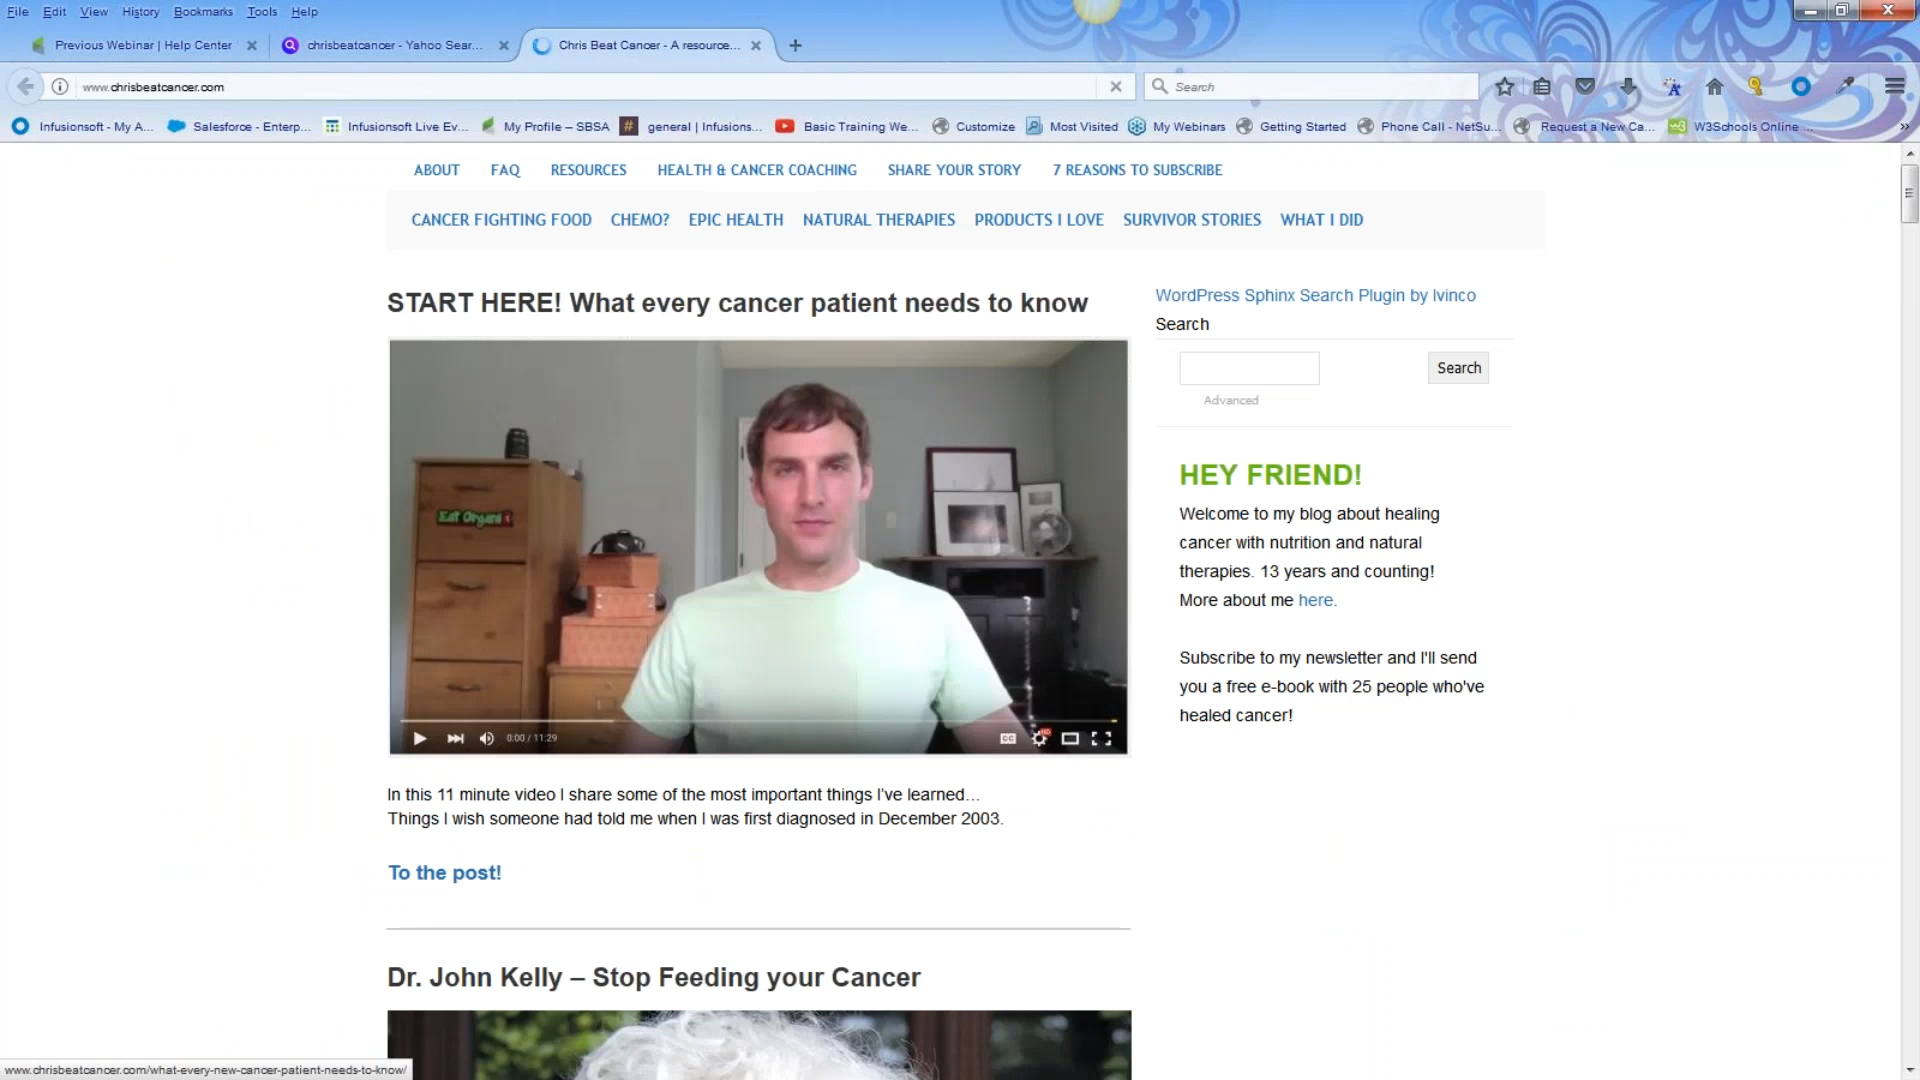 File Edit View History Bookmarks Tools Help
Previous Webinar | Help Center
chrisbeatcancer - Yahoo Sear...
Chris Beat Cancer - A resource...
www.chrisbeatcancer.com
Search
Infusionsoft - My A...
Salesforce - Enterp...
Infusionsoft Live Ev...
My Profile – SBSA
general | Infusions...
Basic Training We...
Customize
Most Visited
My Webinars
Getting Started
Phone Call - NetSu...
Request a New Ca...
W3Schools Online ...
ABOUT FAQ RESOURCES HEALTH & CANCER COACHING SHARE YOUR STORY 7 REASONS TO SUBSCRIBE
CANCER FIGHTING FOOD CHEMO? EPIC HEALTH NATURAL THERAPIES PRODUCTS I LOVE SURVIVOR STORIES WHAT I DID
START HERE! What every cancer patient needs to know
Eat Organi
0:00 / 11:29
CC
HD
In this 11 minute video I share some of the most important things I've learned…
Things I wish someone had told me when I was first diagnosed in December 2003.
To the post!
Dr. John Kelly – Stop Feeding your Cancer
WordPress Sphinx Search Plugin by Ivinco
Search
Search
Advanced
HEY FRIEND!
Welcome to my blog about healing
cancer with nutrition and natural
therapies. 13 years and counting!
More about me here.
Subscribe to my newsletter and I'll send
you a free e-book with 25 people who've
healed cancer!
www.chrisbeatcancer.com/what-every-new-cancer-patient-needs-to-know/